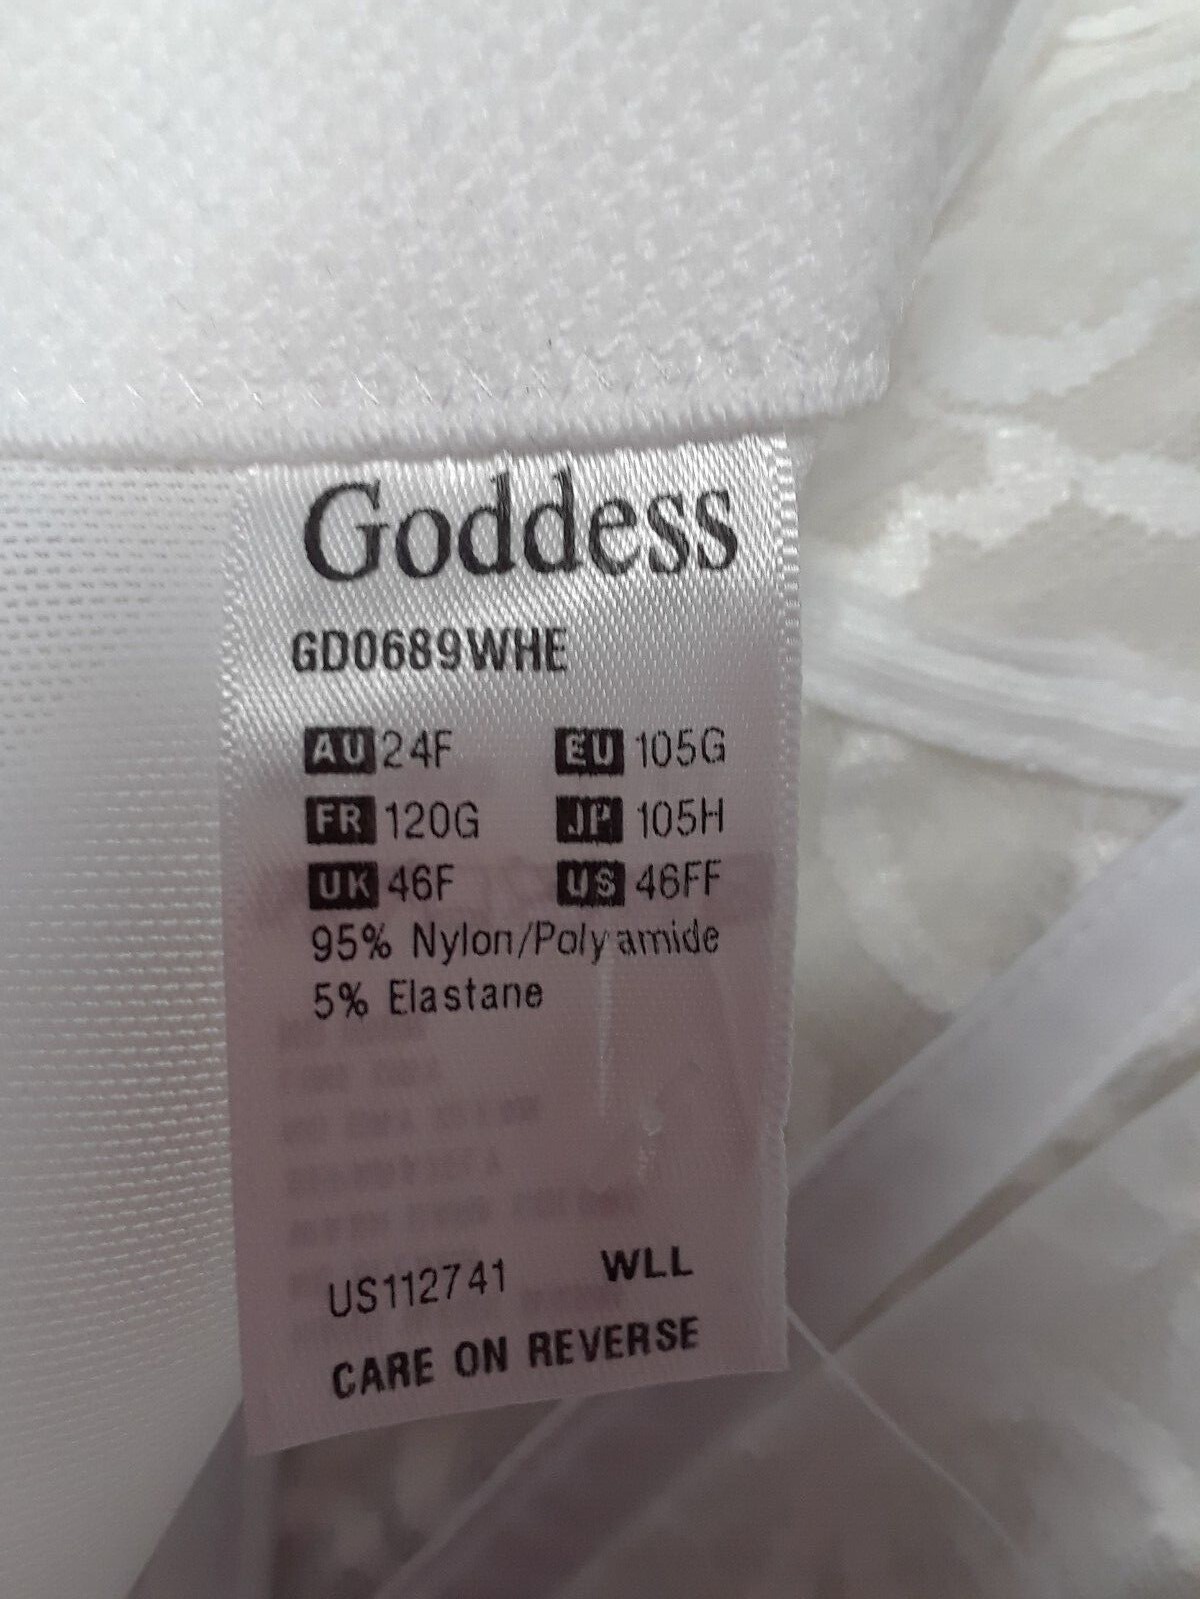 Goddess
GD0689WHE
AU 24F EU 105G
FR 120G JP 105H
UK 46F US 46FF
95% Nylon/Polyamide
5% Elastane
US112741 WLL
CARE ON REVERSE